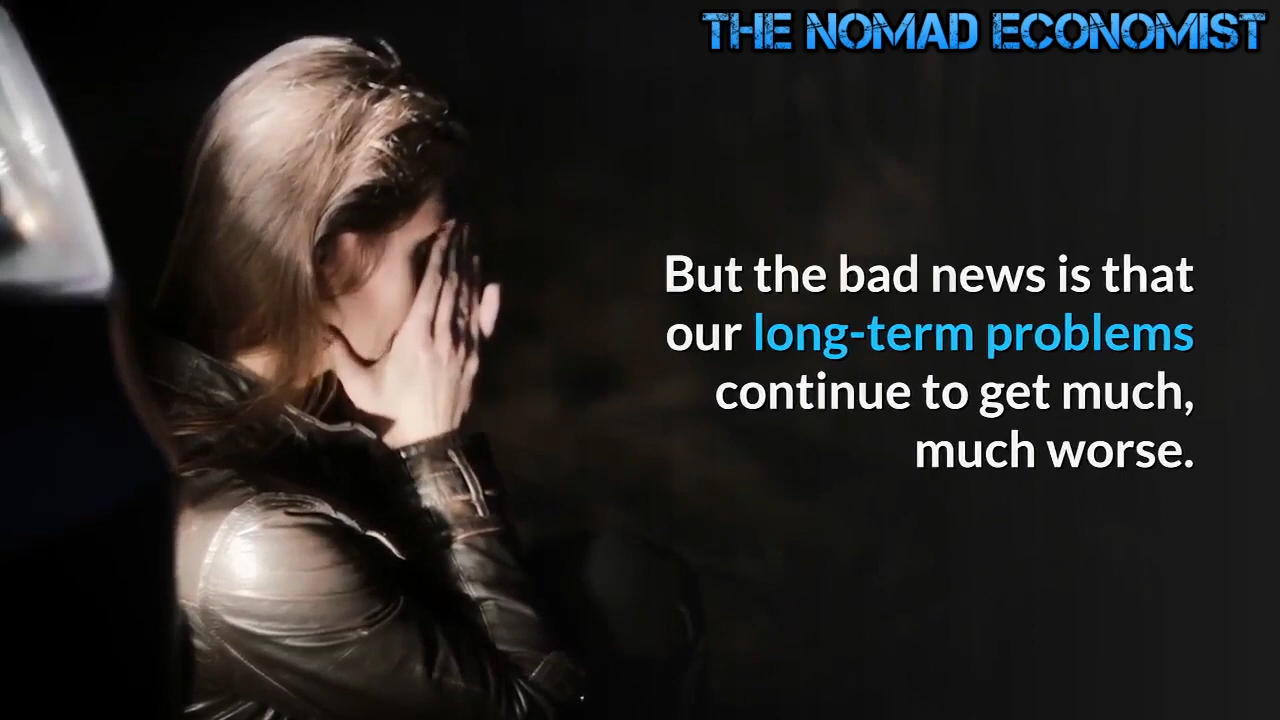 THE NOMAD ECONOMIST
But the bad news is that
our long-term problems
continue to get much,
much worse.